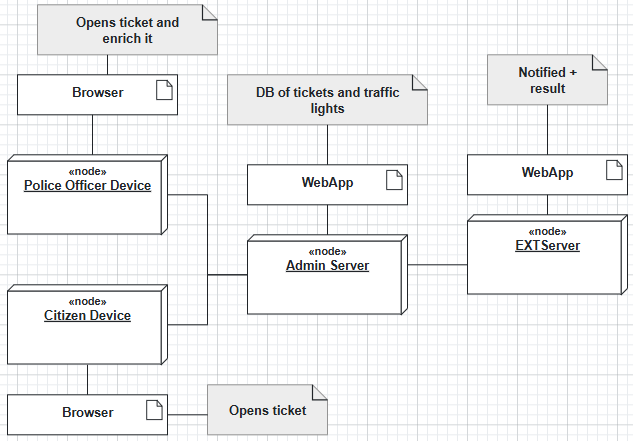 Opens ticket and
enrich it
Browser
«node»
Police Officer Device
DB of tickets and traffic
lights
WebApp
«node»
Admin Server
Notified +
result
WebApp
«node»
EXTServer
«node»
Citizen Device
Browser
Opens ticket